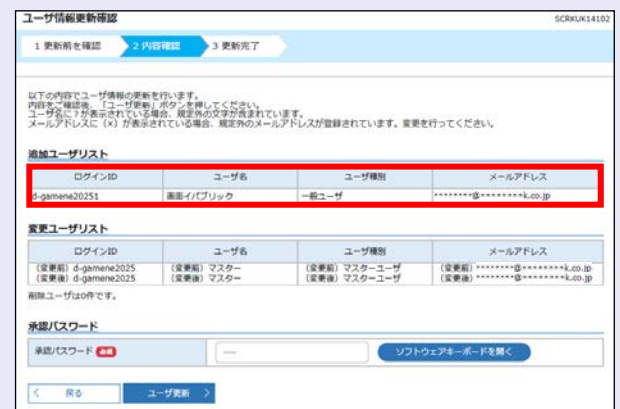 ユーザ情報更新確認
SCRKUK14102
1 更新前を確認 2 内容確認 3 更新完了
以下の内容でユーザ情報の更新を行います。
内容をご確認後、「ユーザ更新」ボタンを押してください。
ユーザ名に?が表示されている場合、規定外の文字が含まれています。
メールアドレスに(×)が表示されている場合、規定外のメールアドレスが登録されています。変更を行ってください。
追加ユーザリスト
ログインID ユーザ名 ユーザ種別 メールアドレス
d-gamene20251 画面イパブリック 一般ユーザ ********@********k.co.jp
変更ユーザリスト
ログインID ユーザ名 ユーザ種別 メールアドレス
(変更前) d-gamene2025 (変更前) マスター (変更前) マスターユーザ (変更前) ********@********k.co.jp
(変更後) d-gamene2025 (変更後) マスター (変更後) マスターユーザ (変更後) ********@********k.co.jp
削除ユーザは0件です。
承認パスワード
承認パスワード 必須 ---- ソフトウェアキーボードを開く
< 戻る ユーザ更新 >